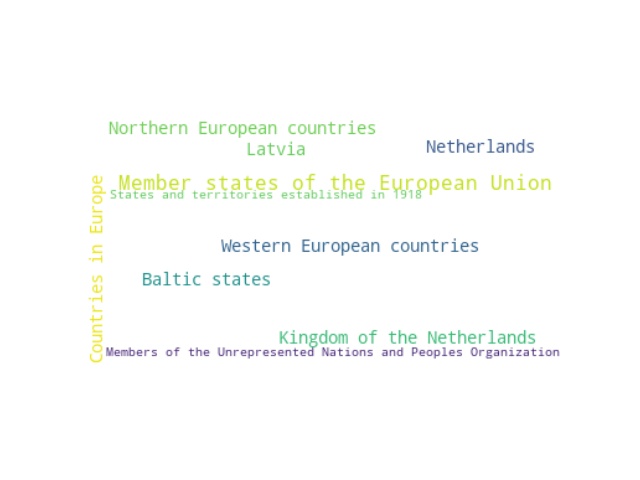 Northern European countries
Netherlands
Latvia
Member states of the European Union
States and territories established in 1918
Countries in Europe
Western European countries
Baltic states
Kingdom of the Netherlands
Members of the Unrepresented Nations and Peoples Organization